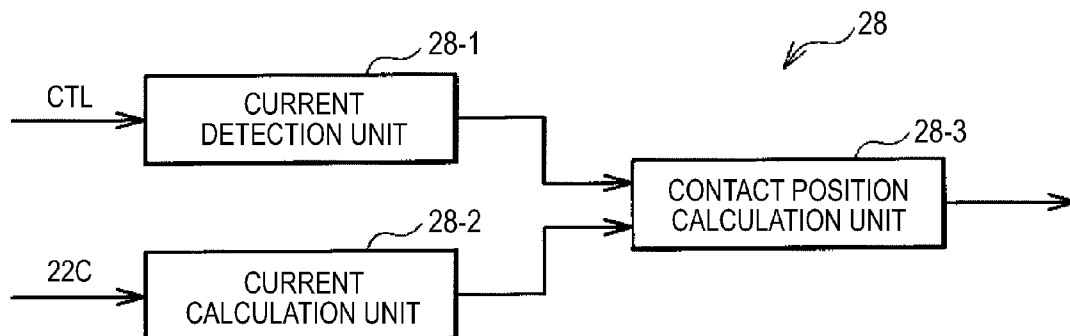 28
28-1
CTL
CURRENT
DETECTION UNIT
28-3
CONTACT POSITION
CALCULATION UNIT
28-2
22C
CURRENT
CALCULATION UNIT